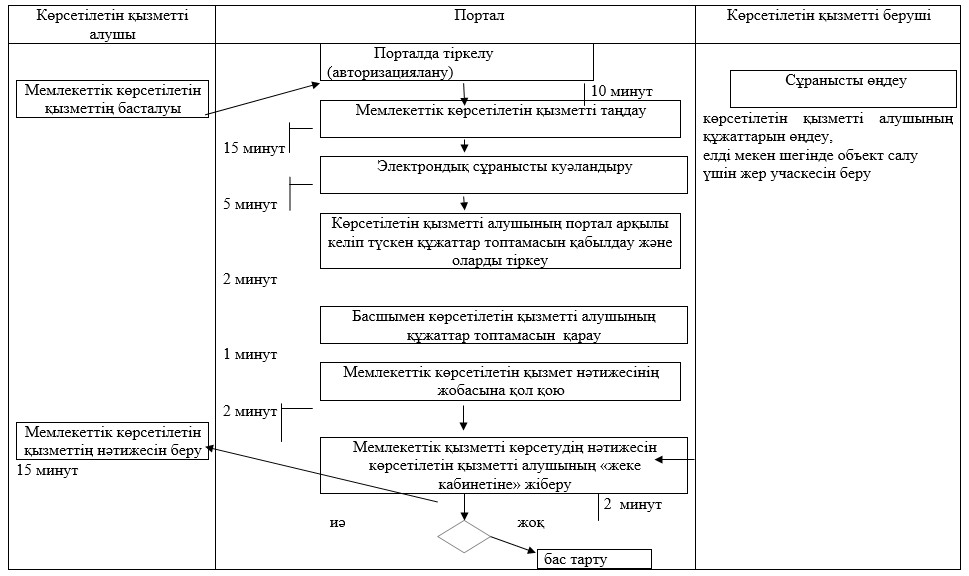 Көрсетілетін қызметті
алушы
Портал
Көрсетілетін қызметті беруші
Мемлекеттік көрсетілетін
қызметтің басталуы
Порталда тіркелу
(авторизациялану)
10 минут
Мемлекеттік көрсетілетін қызметті таңдау
15 минут
Электрондық сұранысты куәландыру
5 минут
Көрсетілетін қызметті алушының портал арқылы
келіп түскен құжаттар топтамасын қабылдау және
оларды тіркеу
2 минут
Басшымен көрсетілетін қызметті алушының
құжаттар топтамасын қарау
1 минут
Мемлекеттік көрсетілетін қызмет нәтижесінің
жобасына қол қою
2 минут
Мемлекеттік қызметті көрсетудің нәтижесін
көрсетілетін қызметті алушының «жеке
кабинетіне» жіберу
2 минут
иә
жоқ
бас тарту
Мемлекеттік көрсетілетін
қызметтің нәтижесін беру
15 минут
Сұранысты өңдеу
көрсетілетін қызметті алушының
құжаттарын өңдеу,
елді мекен шегінде объект салу
үшін жер учаскесін беру